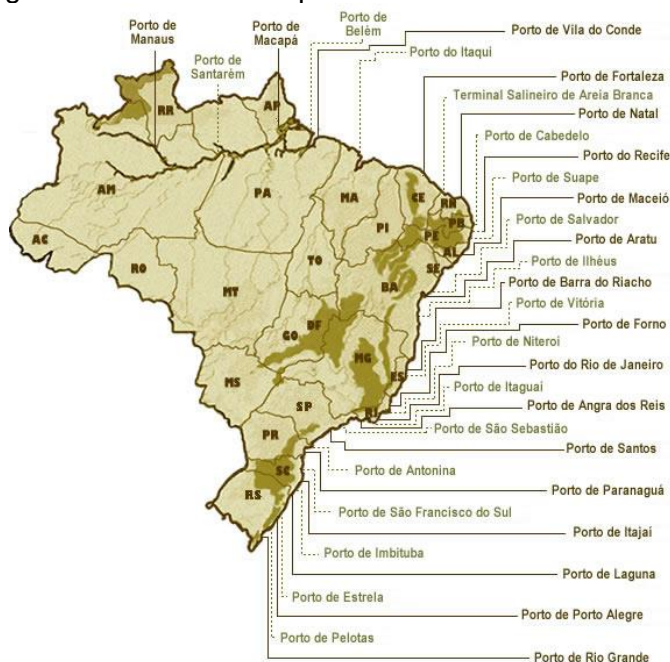 Porto de
Manaus
Porto de
Santarém
Porto de
Macapá
Porto de
Belém
Porto de Vila do Conde
Porto do Itaqui
Porto de Fortaleza
Terminal Salineiro de Areia Branca
Porto de Natal
Porto de Cabedelo
Porto do Recife
Porto de Suape
Porto de Maceió
Porto de Salvador
Porto de Aratu
Porto de Ilhéus
Porto de Barra do Riacho
Porto de Vitória
Porto de Forno
Porto de Niteroi
Porto do Rio de Janeiro
Porto de Itaguaí
Porto de Angra dos Reis
Porto de São Sebastião
Porto de Santos
Porto de Antonina
Porto de Paranaguá
Porto de São Francisco do Sul
Porto de Itajaí
Porto de Imbituba
Porto de Laguna
Porto de Estrela
Porto de Porto Alegre
Porto de Pelotas
Porto de Rio Grande
RR
AP
AM
PA
MA
CE
RN
PB
PE
AL
SE
PI
AC
RO
TO
BA
MT
DF
GO
MG
ES
MS
SP
RJ
PR
SC
RS